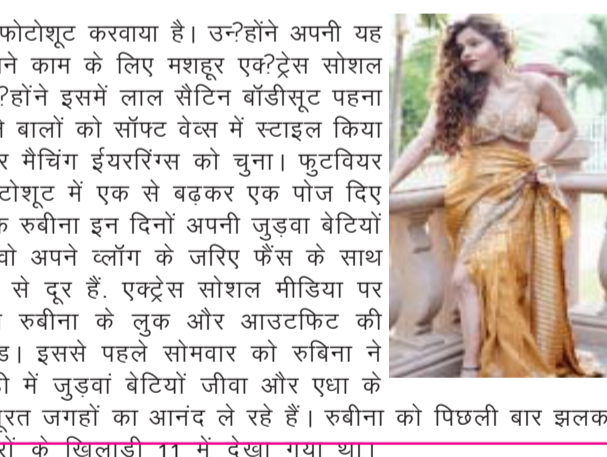 फोटोशूट करवाया है। उन्?होंने अपनी यह
ने काम के लिए मशहूर एक्?ट्रेस सोशल
?होंने इसमें लाल सैटिन बॉडीसूट पहना
बालों को सॉफ्ट वेव्स में स्टाइल किया
र मैचिंग ईयररिंग्स को चुना। फुटवियर
टोशूट में एक से बढ़कर एक पोज दिए
रुबीना इन दिनों अपनी जुड़वा बेटियों
वो अपने व्लॉग के जरिए फैंस के साथ
से दूर हैं. एक्ट्रेस सोशल मीडिया पर
रुबीना के लुक और आउटफिट की
ड। इससे पहले सोमवार को रुबिना ने
में जुड़वां बेटियों जीवा और एधा के
सूरत जगहों का आनंद ले रहे हैं। रुबीना को पिछली बार झलक
रों के खिलाड़ी 11 में देखा गया था।